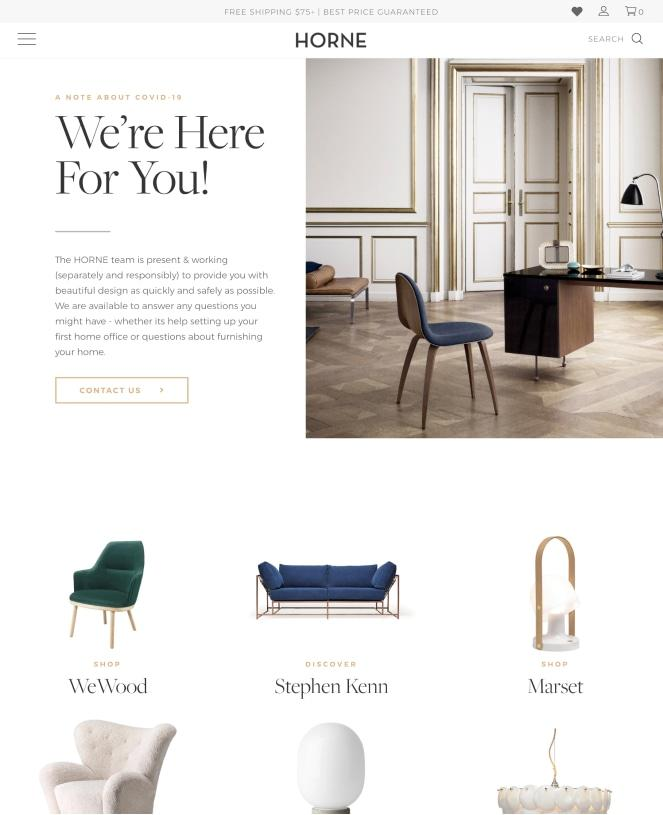 FREE SHIPPING $75+ | BEST PRICE GUARANTEED
0
HORNE
SEARCH
A NOTE ABOUT COVID-19
We're Here
For You!
The HORNE team is present & working
(separately and responsibly) to provide you with
beautiful design as quickly and safely as possible.
We are available to answer any questions you
might have - whether its help setting up your
first home office or questions about furnishing
your home.
CONTACT US >
SHOP
WeWood
DISCOVER
Stephen Kenn
SHOP
Marset